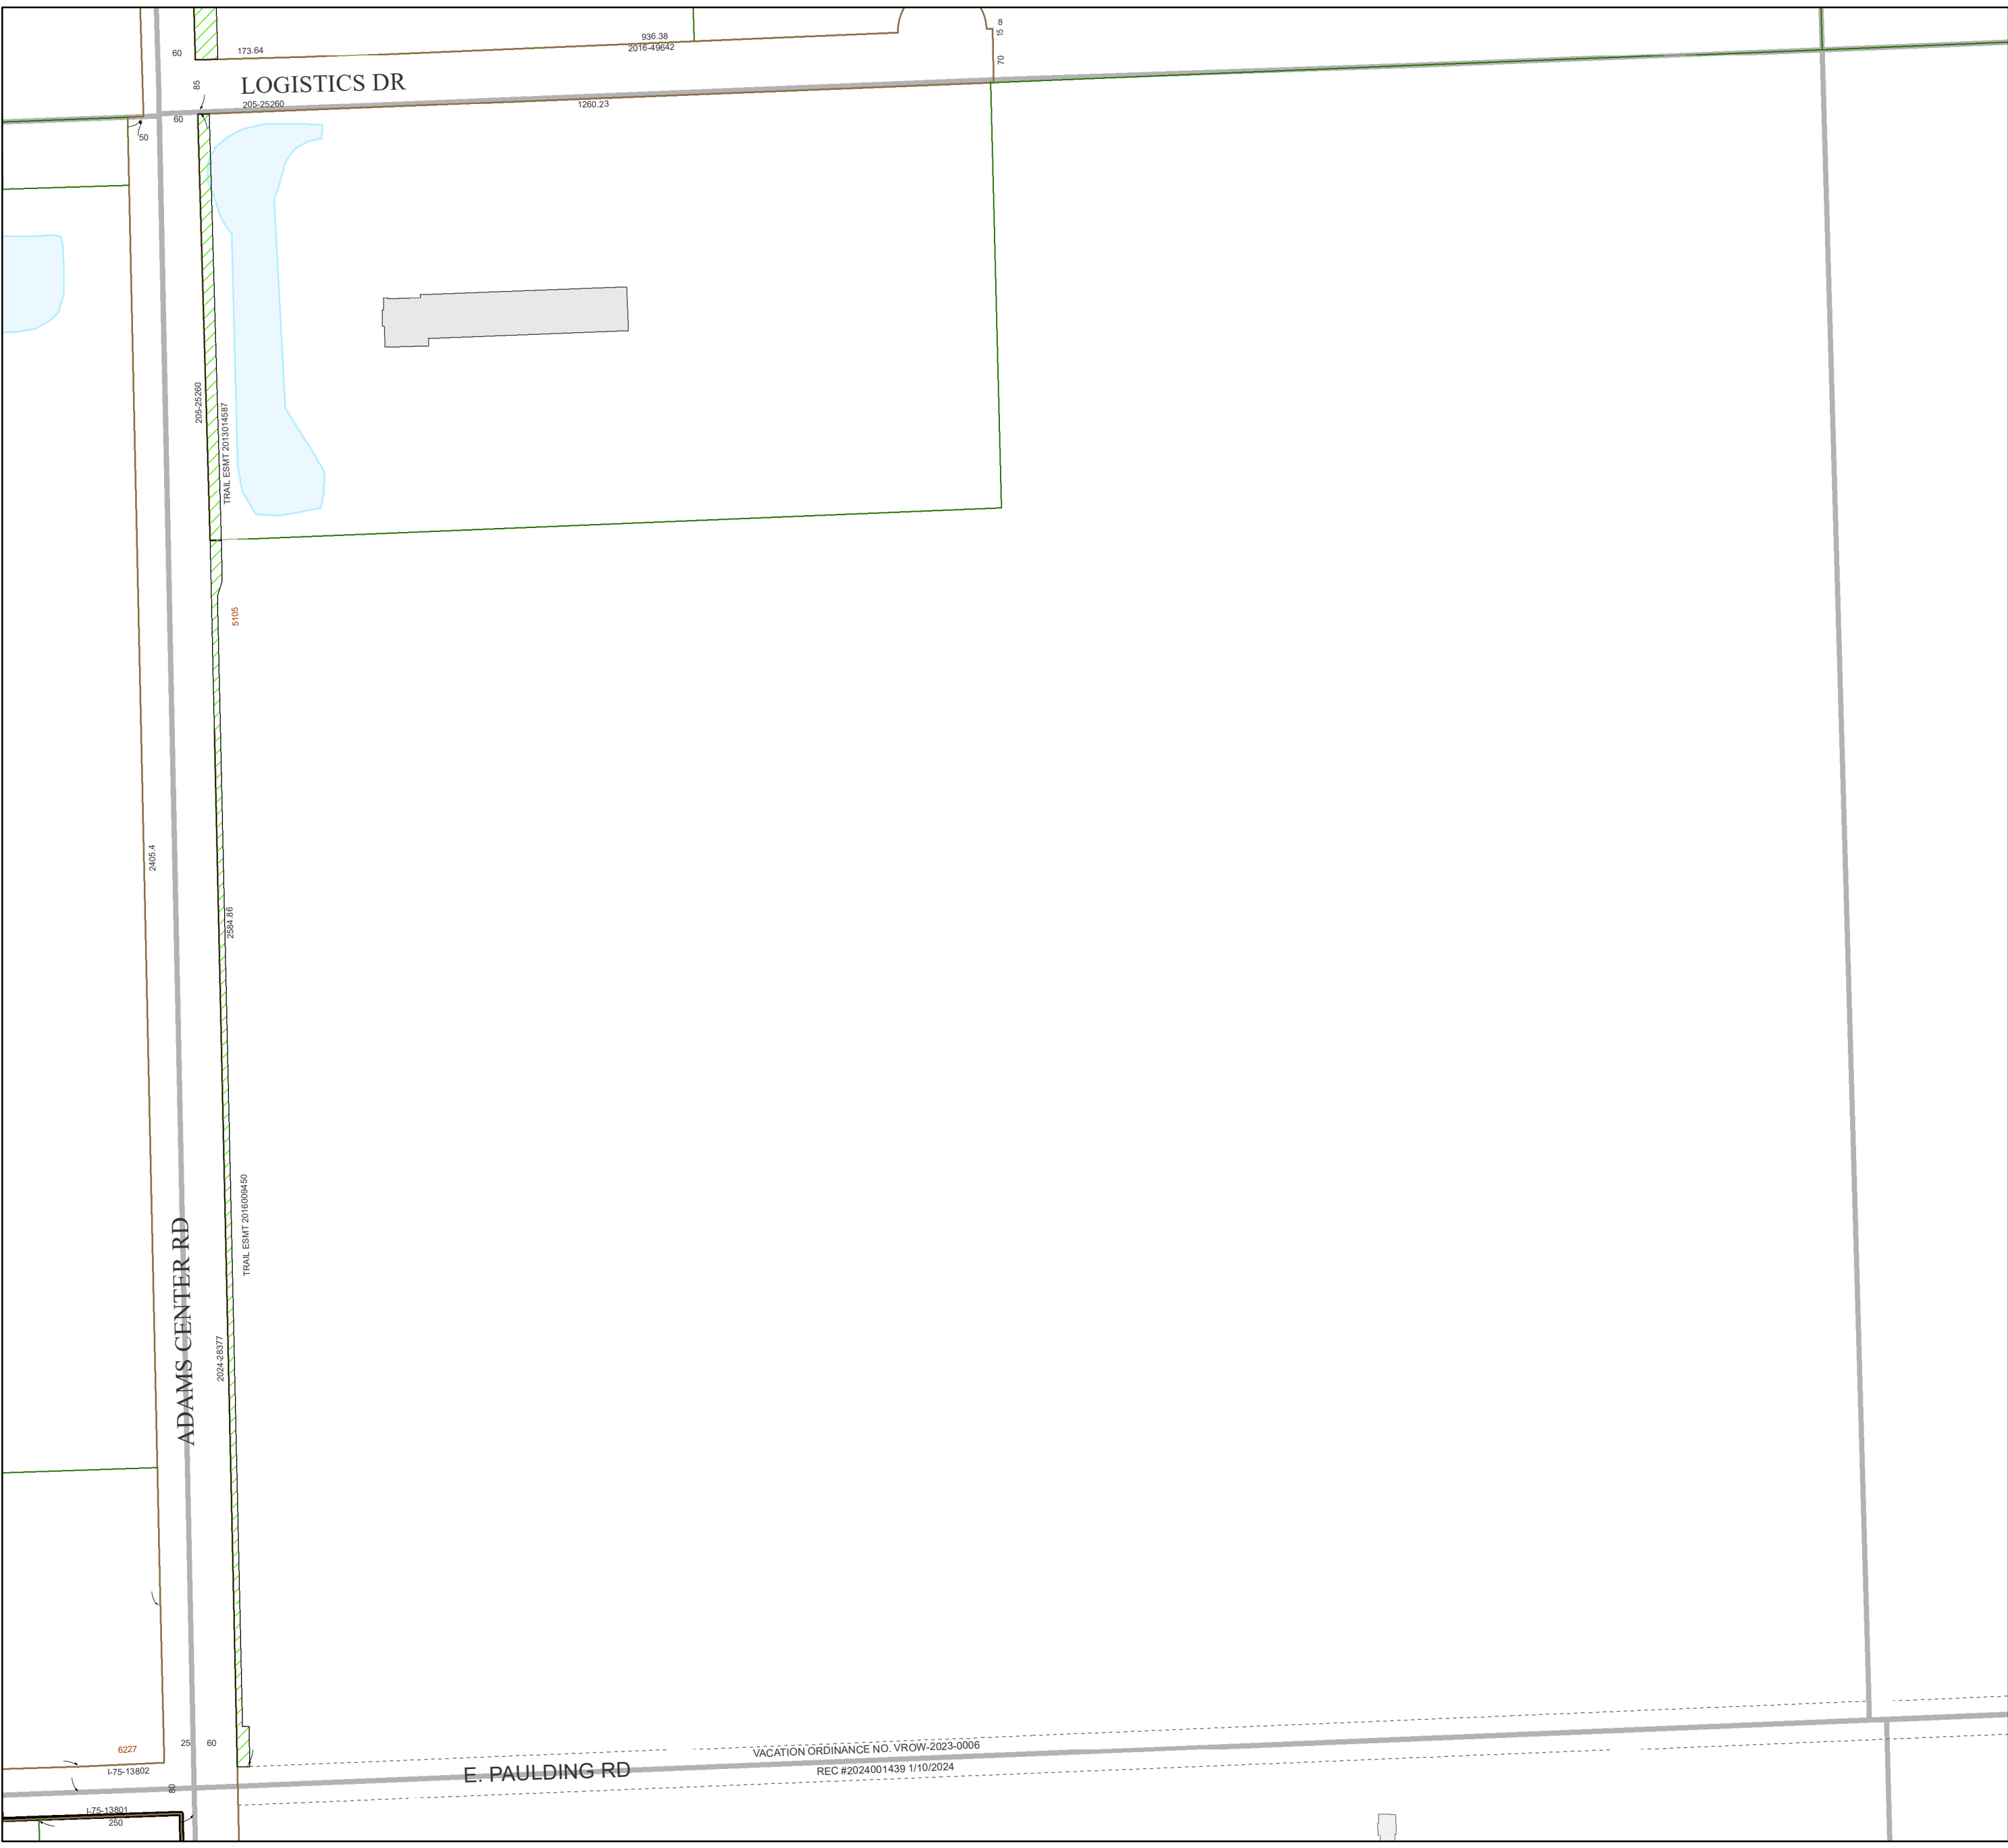 8
15
936.38
60
173.64
2016-49642
70
LOGISTICS DR
85
205-25260
1260.23
60
50
205-25260
TRAIL ESMT 2013014587
5105
2405.4
2584.86
TRAIL ESMT 2016009450
ADAMS CENTER RD
2024-28377
25
60
6227
VACATION ORDINANCE NO. VROW-2023-0006
I-75-13802
E. PAULDING RD
REC #2024001439 1/10/2024
80
I-75-13801
250